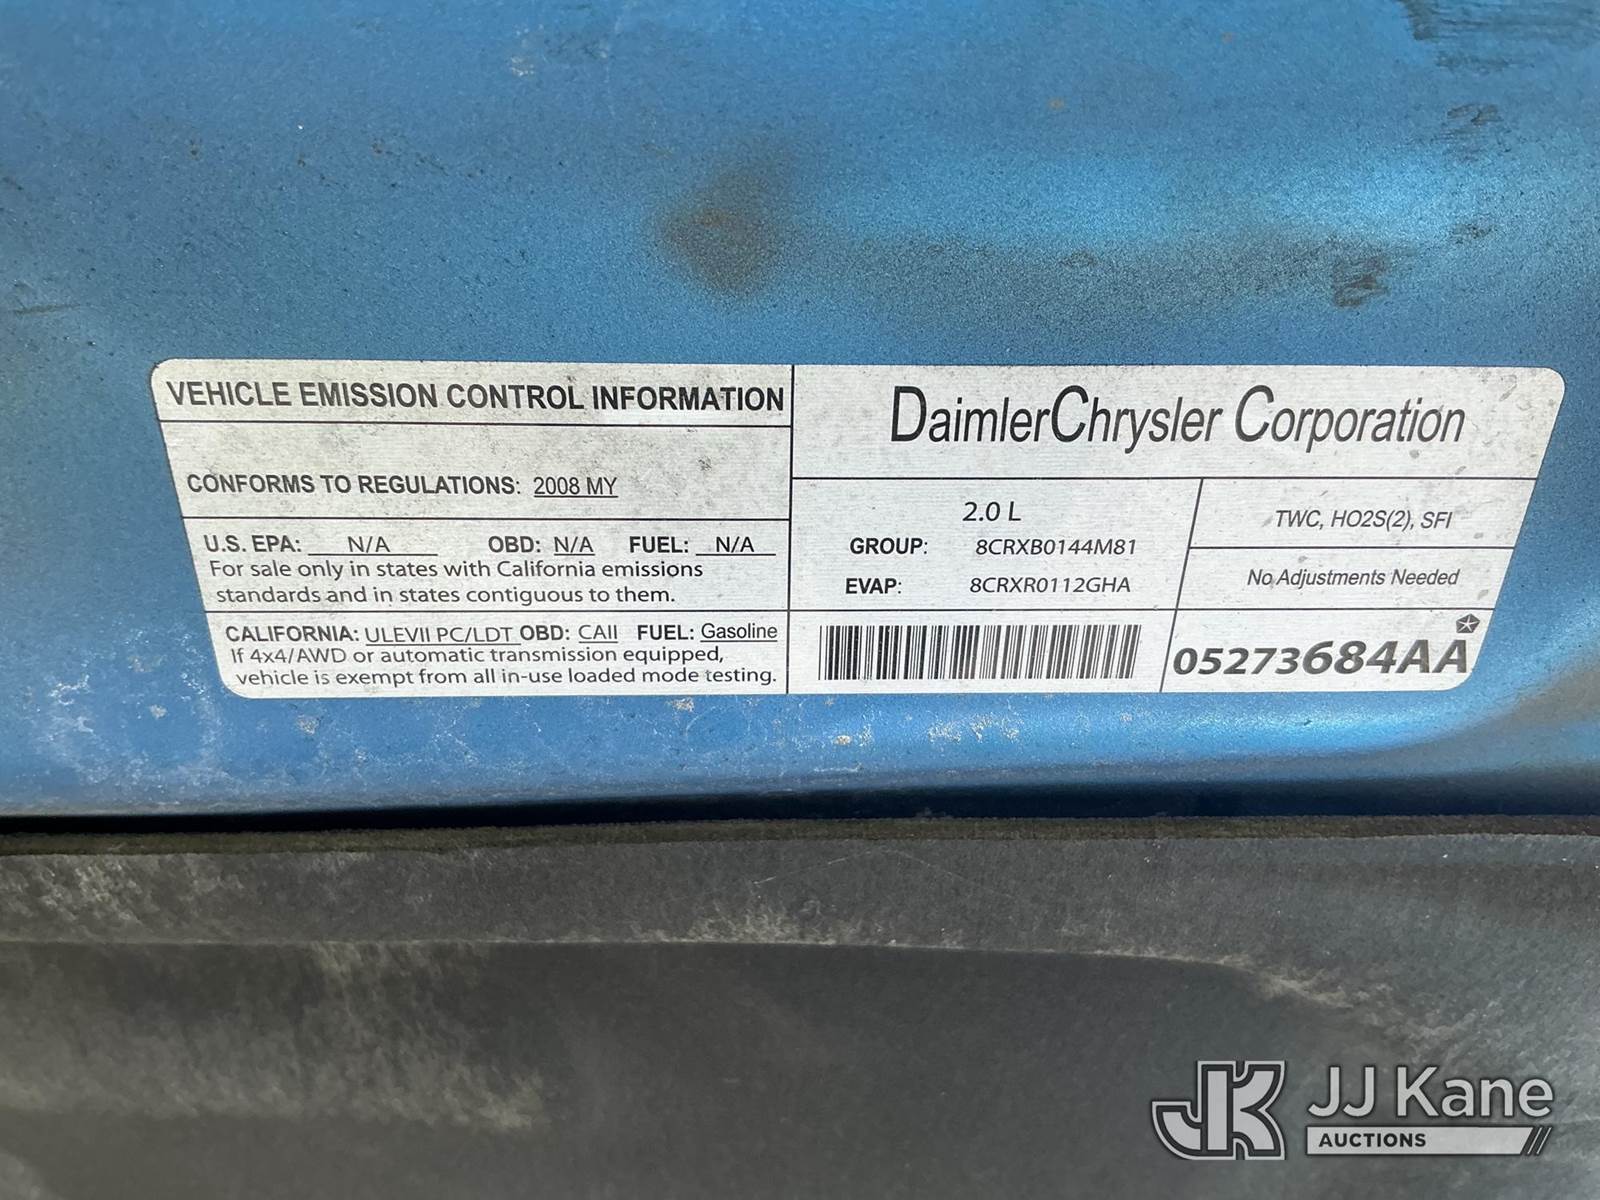 VEHICLE EMISSION CONTROL INFORMATION
CONFORMS TO REGULATIONS: 2008 MY
U.S. EPA: N/A OBD: N/A FUEL: N/A
For sale only in states with California emissions
standards and in states contiguous to them.
CALIFORNIA: ULEVII PC/LDT OBD: CAII FUEL: Gasoline
If 4x4/AWD or automatic transmission equipped,
vehicle is exempt from all in-use loaded mode testing.
DaimlerChrysler Corporation
2.0 L
GROUP: 8CRXB0144M81
EVAP: 8CRXR0112GHA
TWC, HO2S(2), SFI
No Adjustments Needed
05273684AA
JK JJ Kane
AUCTIONS